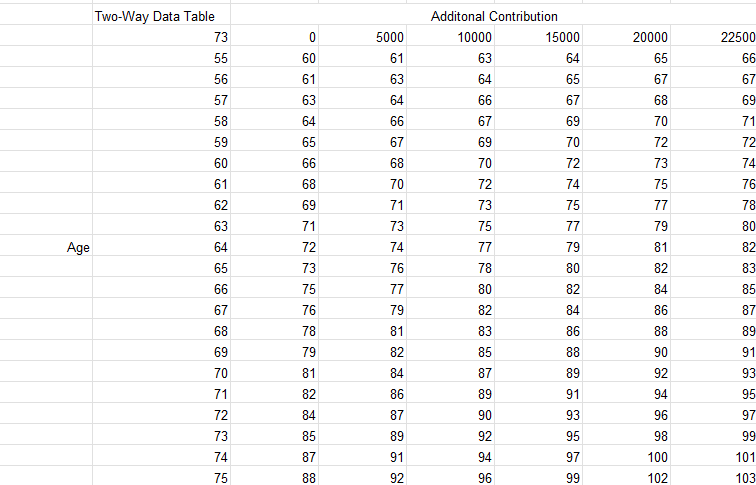 Two-Way Data Table Additonal Contribution
73 0 5000 10000 15000 20000 22500
55 60 61 63 64 65 66
56 61 63 64 65 67 67
57 63 64 66 67 68 69
58 64 66 67 69 70 71
59 65 67 69 70 72 72
60 66 68 70 72 73 74
61 68 70 72 74 75 76
62 69 71 73 75 77 78
63 71 73 75 77 79 80
Age 64 72 74 77 79 81 82
65 73 76 78 80 82 83
66 75 77 80 82 84 85
67 76 79 82 84 86 87
68 78 81 83 86 88 89
69 79 82 85 88 90 91
70 81 84 87 89 92 93
71 82 86 89 91 94 95
72 84 87 90 93 96 97
73 85 89 92 95 98 99
74 87 91 94 97 100 101
75 88 92 96 99 102 103